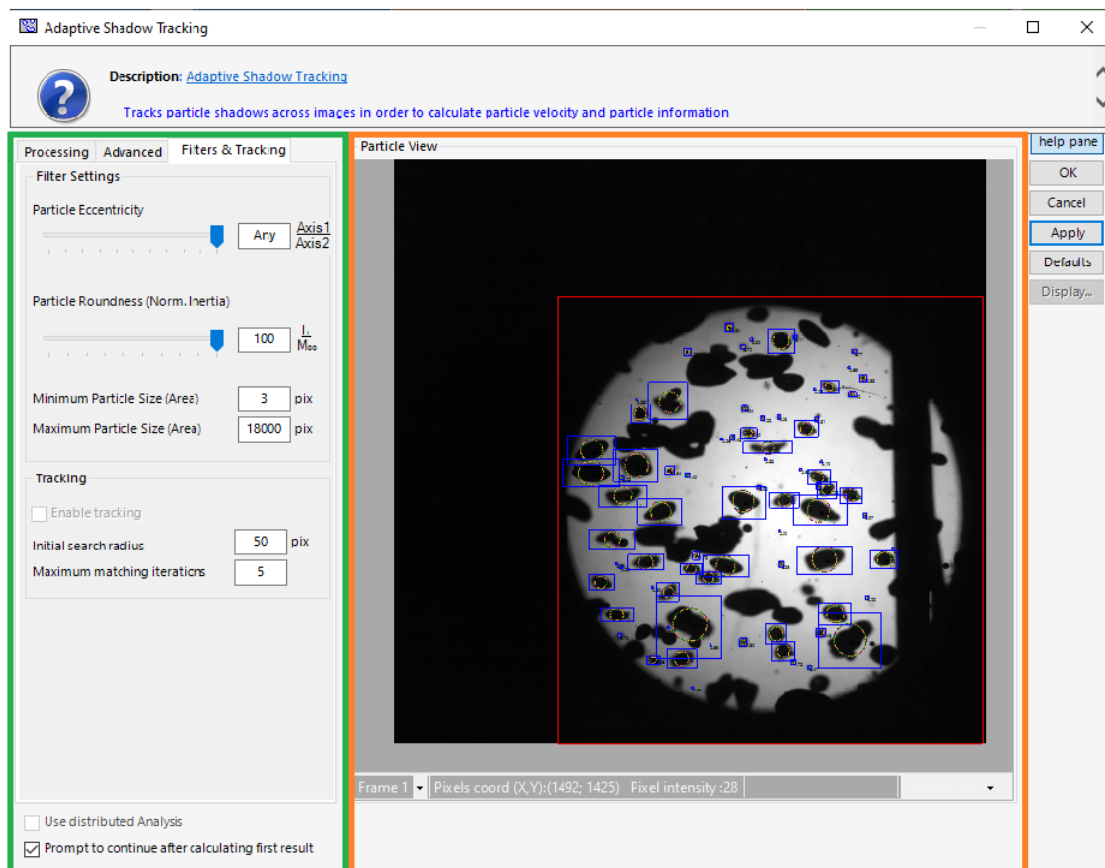 Adaptive Shadow Tracking
Description: Adaptive Shadow Tracking
Tracks particle shadows across images in order to calculate particle velocity and particle information
Processing Advanced Filters & Tracking
Filter Settings
Particle Eccentricity
Any Axis1
Axis2
Particle Roundness (Norm. Inertia)
100 I₁
M₀₀
Minimum Particle Size (Area) 3 pix
Maximum Particle Size (Area) 18000 pix
Tracking
Enable tracking
Initial search radius 50 pix
Maximum matching iterations 5
Use distributed Analysis
Prompt to continue after calculating first result
Particle View
Frame 1 Pixels coord (X,Y):(1492; 1425) Pixel intensity :28
help pane
OK
Cancel
Apply
Defaults
Display...